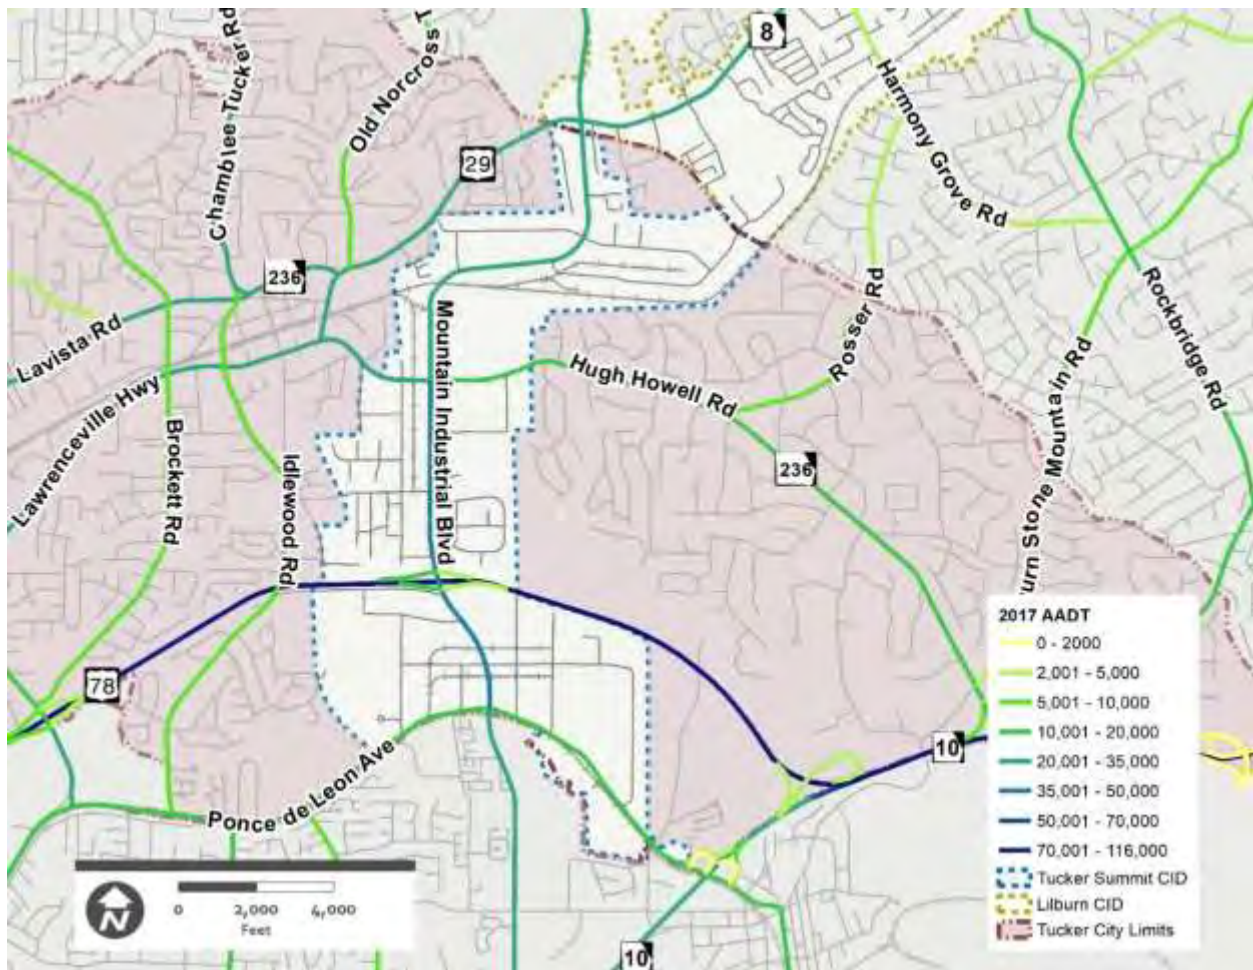 8
Chamblee-Tucker Rd
Old Norcross T
Harmony Grove Rd
29
236
Lavista Rd
Mountain Industrial Blvd
Rosser Rd
Rockbridge Rd
Hugh Howell Rd
Lawrenceville Hwy
Brockett Rd
Idlewood Rd
236
urn Stone Mountain Rd
78
10
Ponce de Leon Ave
10
N
0 2,000 4,000
Feet
2017 AADT
0 - 2000
2,001 - 5,000
5,001 - 10,000
10,001 - 20,000
20,001 - 35,000
35,001 - 50,000
50,001 - 70,000
70,001 - 116,000
Tucker Summit CID
Lilburn CID
Tucker City Limits